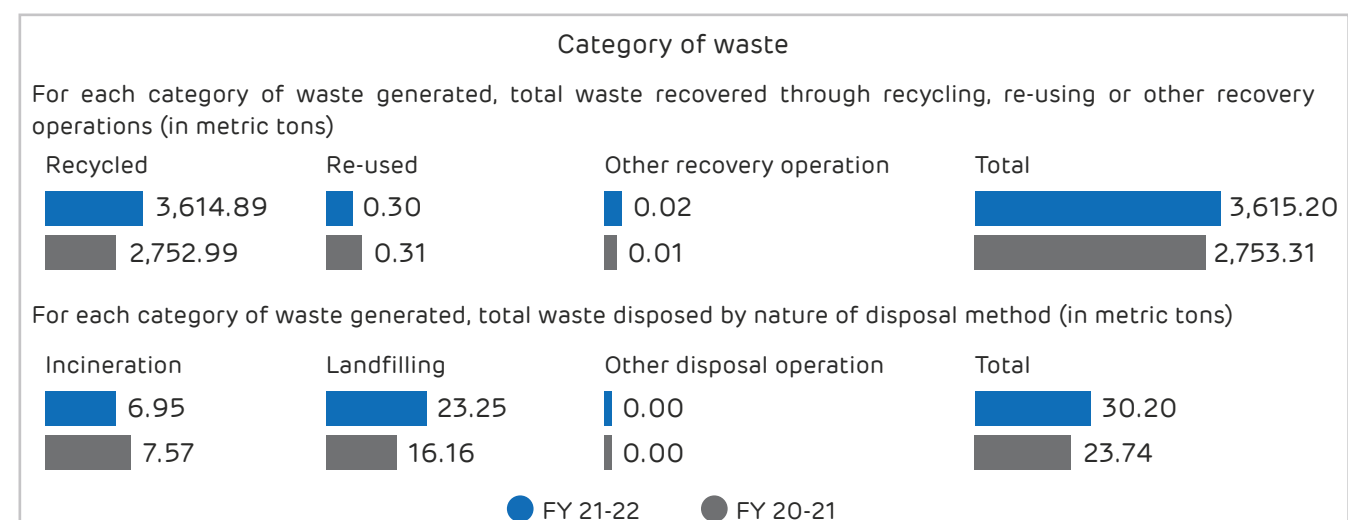 Category of waste
For each category of waste generated, total waste recovered through recycling, re-using or other recovery
operations (in metric tons)
Recycled Re-used Other recovery operation Total
3,614.89 0.30 0.02 3,615.20
2,752.99 0.31 0.01 2,753.31
For each category of waste generated, total waste disposed by nature of disposal method (in metric tons)
Incineration Landfilling Other disposal operation Total
6.95 23.25 0.00 30.20
7.57 16.16 0.00 23.74
FY 21-22 FY 20-21